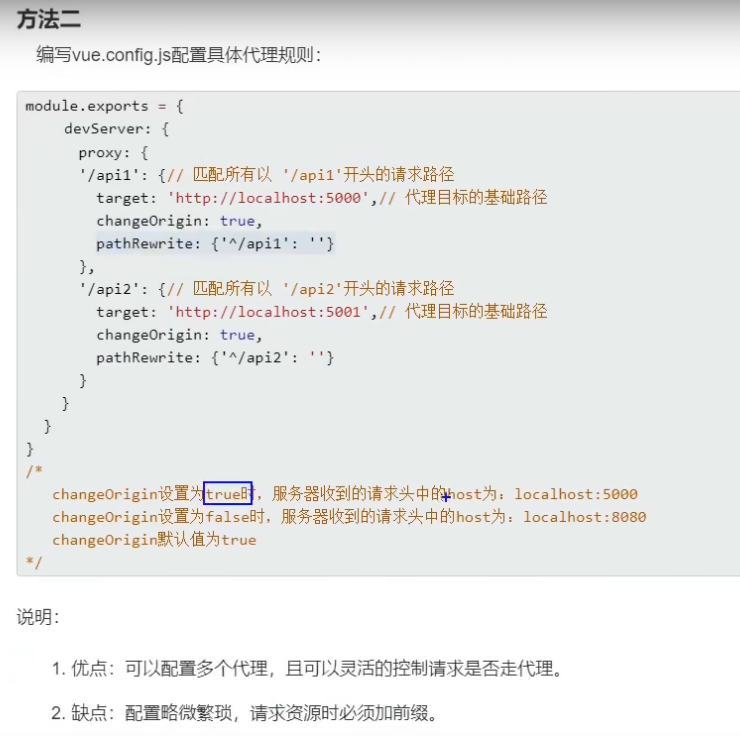 方法二
编写vue.config.js配置具体代理规则：
module.exports = {
devServer: {
proxy: {
'/api1': {// 匹配所有以 '/api1'开头的请求路径
target: 'http://localhost:5000',// 代理目标的基础路径
changeOrigin: true,
pathRewrite: {'^/api1': ''}
},
'/api2': {// 匹配所有以 '/api2'开头的请求路径
target: 'http://localhost:5001',// 代理目标的基础路径
changeOrigin: true,
pathRewrite: {'^/api2': ''}
}
}
}
}
/*
changeOrigin设置为true时，服务器收到的请求头中的host为：localhost:5000
changeOrigin设置为false时，服务器收到的请求头中的host为：localhost:8080
changeOrigin默认值为true
*/
说明：
1. 优点：可以配置多个代理，且可以灵活的控制请求是否走代理。
2. 缺点：配置略微繁琐，请求资源时必须加前缀。